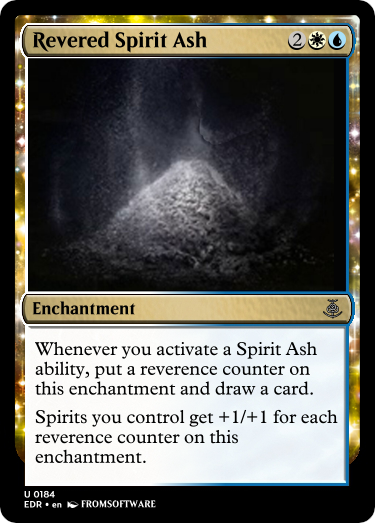 Revered Spirit Ash 2
Enchantment
Whenever you activate a Spirit Ash
ability, put a reverence counter on
this enchantment and draw a card.
Spirits you control get +1/+1 for each
reverence counter on this
enchantment.
U 0184
EDR • en FROMSOFTWARE